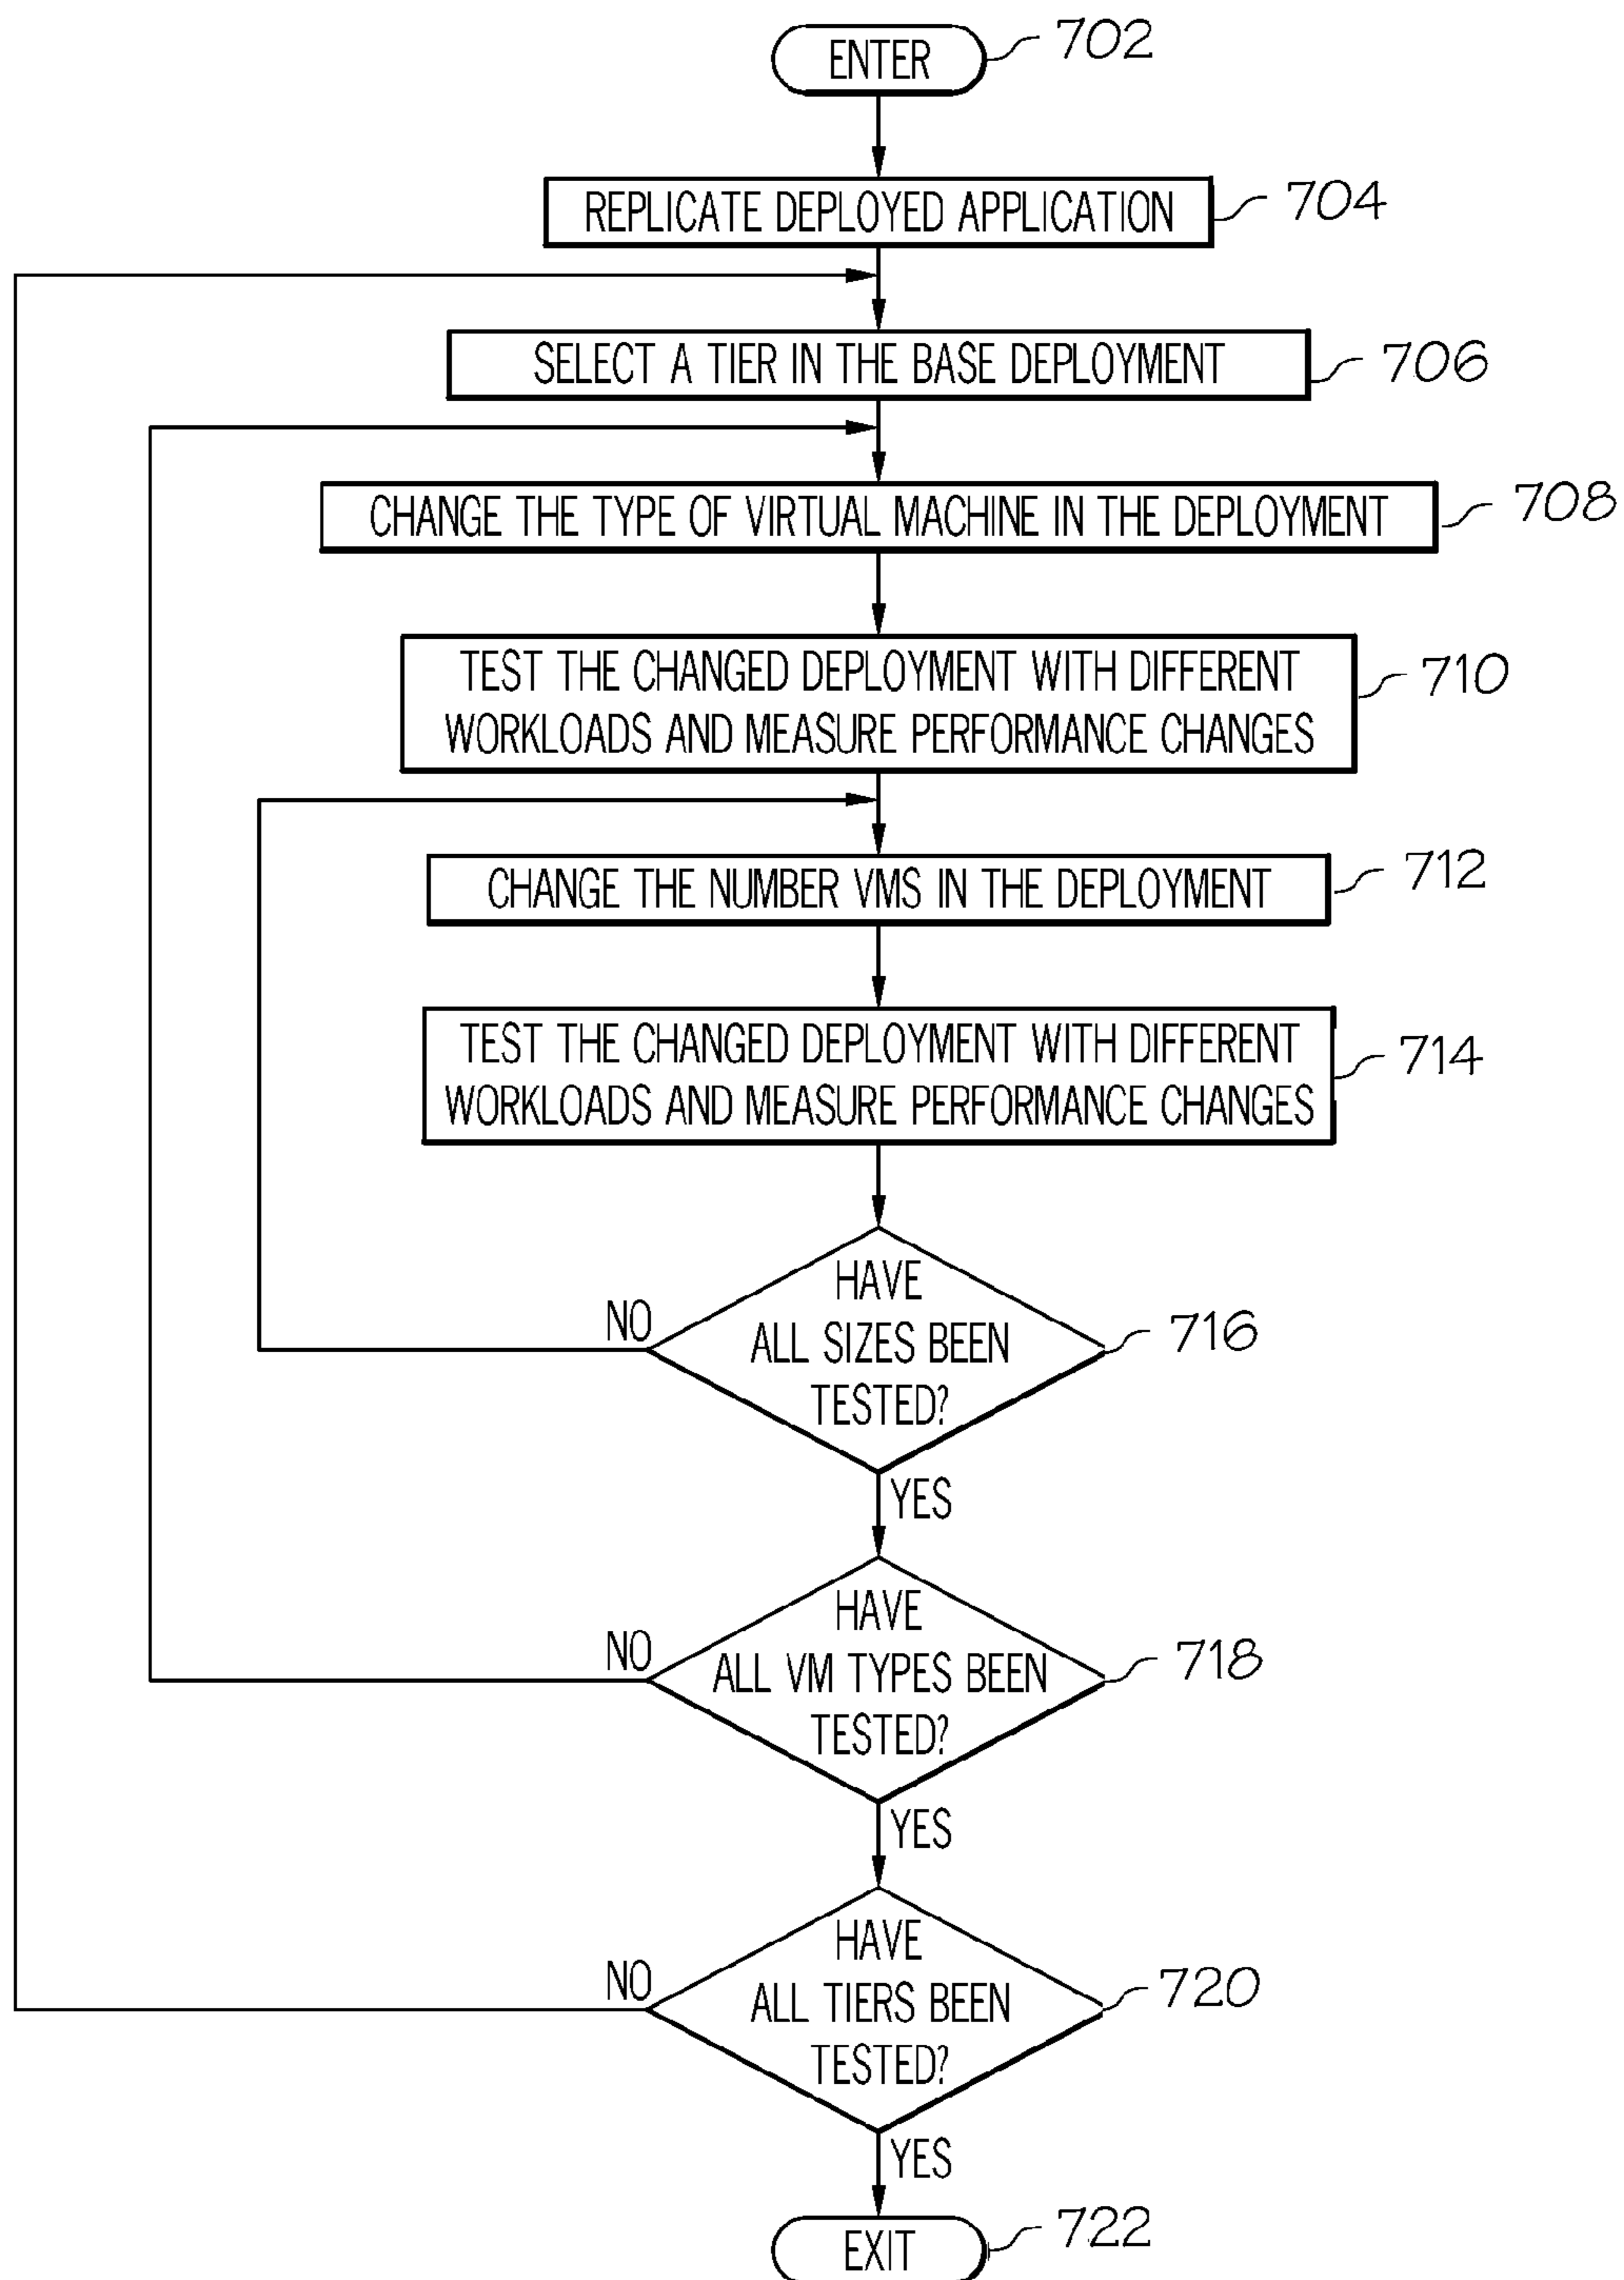 ENTER
702
REPLICATE DEPLOYED APPLICATION
704
SELECT A TIER IN THE BASE DEPLOYMENT
706
CHANGE THE TYPE OF VIRTUAL MACHINE IN THE DEPLOYMENT
708
TEST THE CHANGED DEPLOYMENT WITH DIFFERENT
WORKLOADS AND MEASURE PERFORMANCE CHANGES
710
CHANGE THE NUMBER VMS IN THE DEPLOYMENT
712
TEST THE CHANGED DEPLOYMENT WITH DIFFERENT
WORKLOADS AND MEASURE PERFORMANCE CHANGES
714
HAVE
ALL SIZES BEEN
TESTED?
716
NO
YES
HAVE
ALL VM TYPES BEEN
TESTED?
718
NO
YES
HAVE
ALL TIERS BEEN
TESTED?
720
NO
YES
EXIT
722